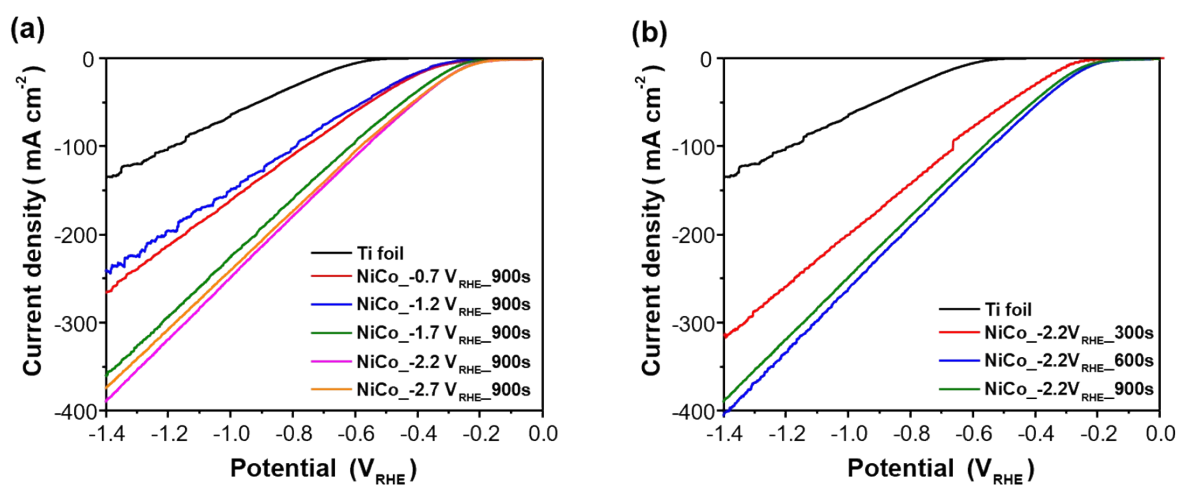 (a)
Current density ( mA cm-2)
0
-100
-200
-300
-400
-1.4 -1.2 -1.0 -0.8 -0.6 -0.4 -0.2 0.0
Potential (VRHE)
Ti foil
NiCo_-0.7 VRHE_900s
NiCo_-1.2 VRHE_900s
NiCo_-1.7 VRHE_900s
NiCo_-2.2 VRHE_900s
NiCo_-2.7 VRHE_900s
(b)
Current density ( mA cm-2)
0
-100
-200
-300
-400
-1.4 -1.2 -1.0 -0.8 -0.6 -0.4 -0.2 0.0
Potential (VRHE)
Ti foil
NiCo_-2.2VRHE_300s
NiCo_-2.2VRHE_600s
NiCo_-2.2VRHE_900s